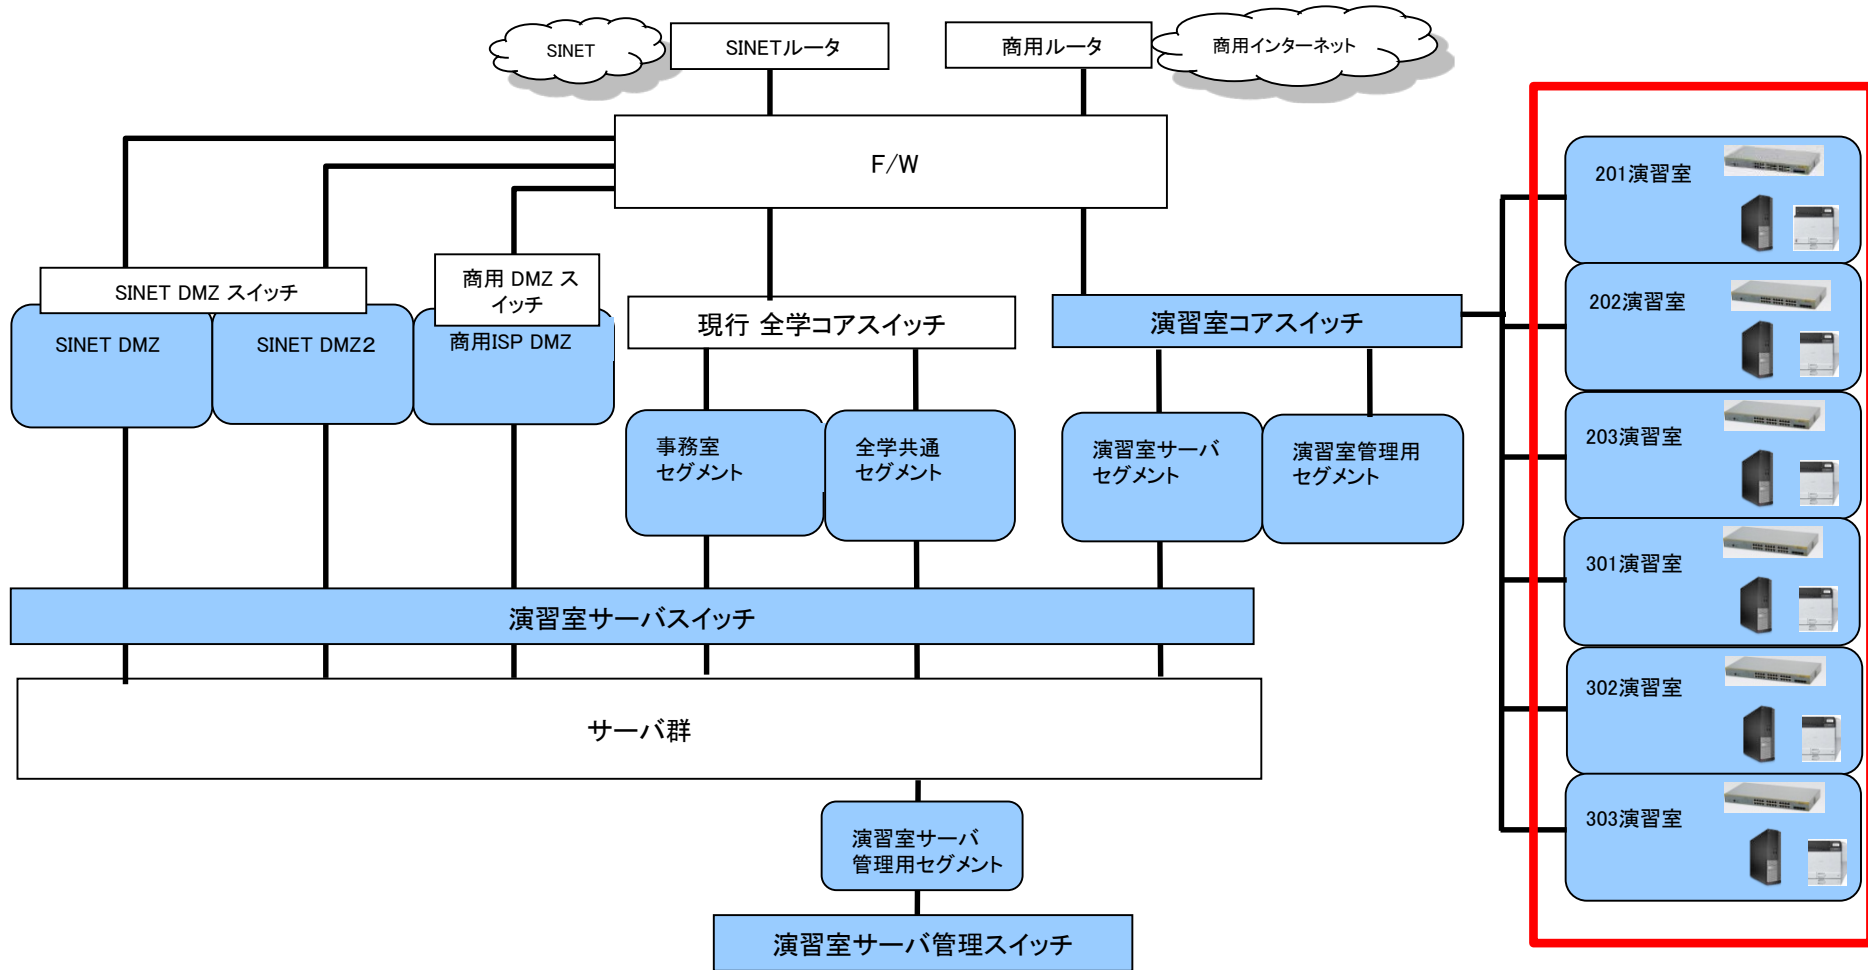 SINET
SINETルータ
商用ルータ
商用インターネット
F/W
SINET DMZ スイッチ
商用 DMZ ス
イッチ
SINET DMZ
SINET DMZ2
商用ISP DMZ
現行 全学コアスイッチ
演習室コアスイッチ
事務室
セグメント
全学共通
セグメント
演習室サーバ
セグメント
演習室管理用
セグメント
演習室サーバスイッチ
サーバ群
演習室サーバ
管理用セグメント
演習室サーバ管理スイッチ
201演習室
202演習室
203演習室
301演習室
302演習室
303演習室